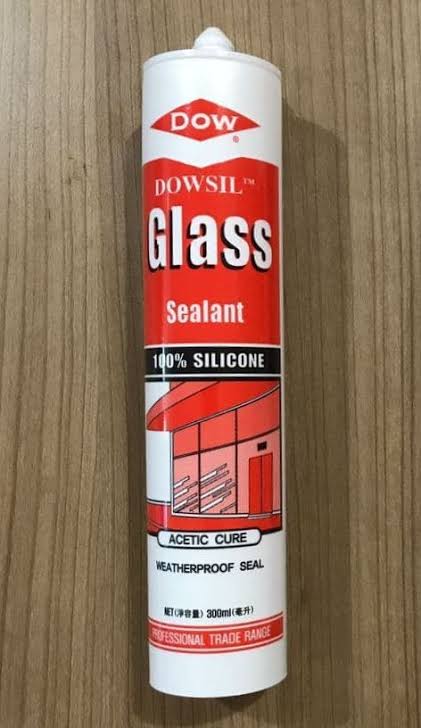 DOW
®
DOWSIL™
Glass
Sealant
100% SILICONE
ACETIC CURE
WEATHERPROOF SEAL
NET(淨容量) 300ml(毫升)
PROFESSIONAL TRADE RANGE